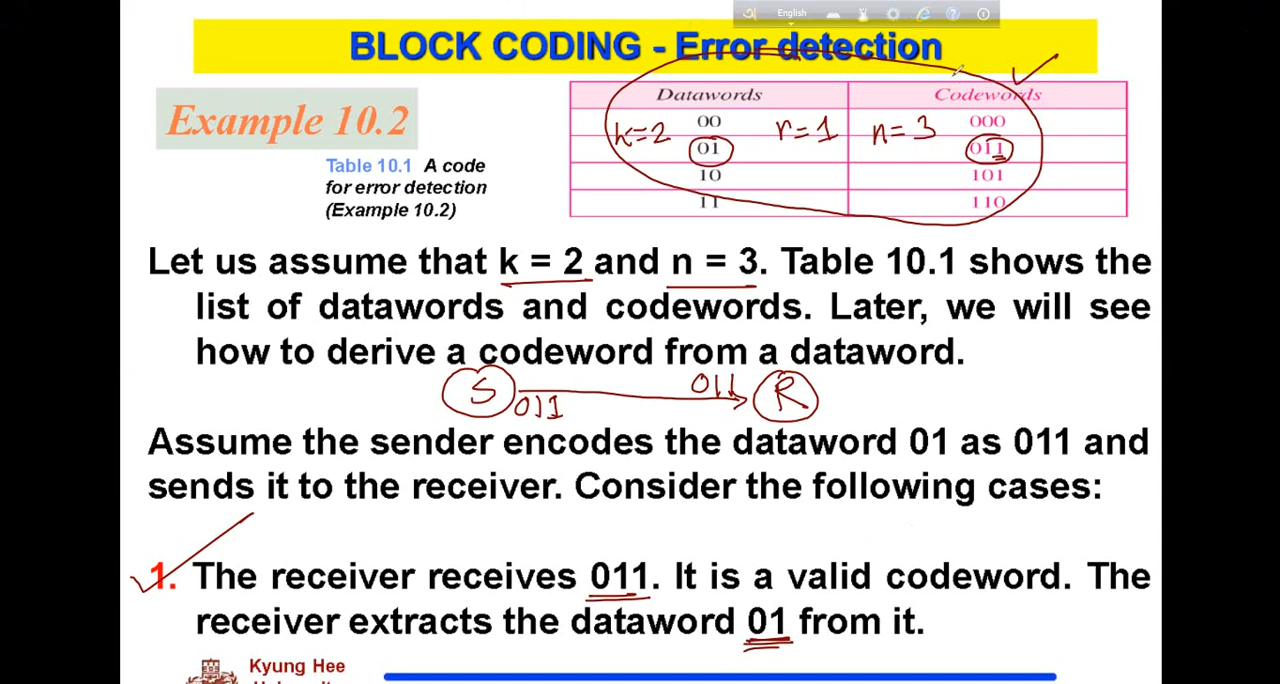 English
BLOCK CODING - Error detection
Example 10.2
Table 10.1 A code
for error detection
(Example 10.2)
Datawords Codewords
00 000
k=2 r=1 n=3
01 011
10 101
11 110
Let us assume that k = 2 and n = 3. Table 10.1 shows the
list of datawords and codewords. Later, we will see
how to derive a codeword from a dataword.
S 011 011 R
Assume the sender encodes the dataword 01 as 011 and
sends it to the receiver. Consider the following cases:
1. The receiver receives 011. It is a valid codeword. The
receiver extracts the dataword 01 from it.
Kyung Hee